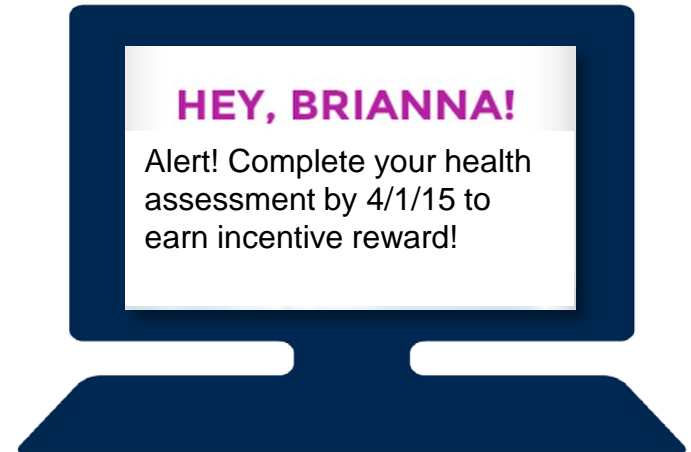 HEY, BRIANNA!
Alert! Complete your health
assessment by 4/1/15 to
earn incentive reward!